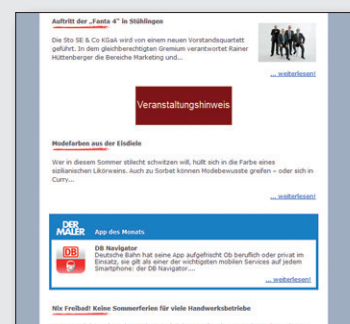 Auftritt der „Fanta 4“ in Stühlingen
Die Sto SE & Co KGaA wird von einem neuen Vorstandsquartett
geführt. In dem gleichberechtigten Gremium verantwortet Rainer
Hüttenberger die Bereiche Marketing und...
... weiterlesen!
Veranstaltungshinweis
Modefarben aus der Eisdiele
Wer in diesem Sommer stilecht schwitzen will, hüllt sich in die Farbe eines
sizilianischen Likörweins. Auch zu Sorbet können Modebewusste greifen – oder sich in
Curry...
... weiterlesen!
DER
MALER
App des Monats
DB
DB Navigator
Deutsche Bahn hat seine App aufgefrischt Ob beruflich oder privat im
Einsatz, sie gilt als einer der wichtigsten mobilen Services auf jedem
Smartphone: der DB Navigator....
... weiterlesen!
Nix Freibad! Keine Sommerferien für viele Handwerksbetriebe